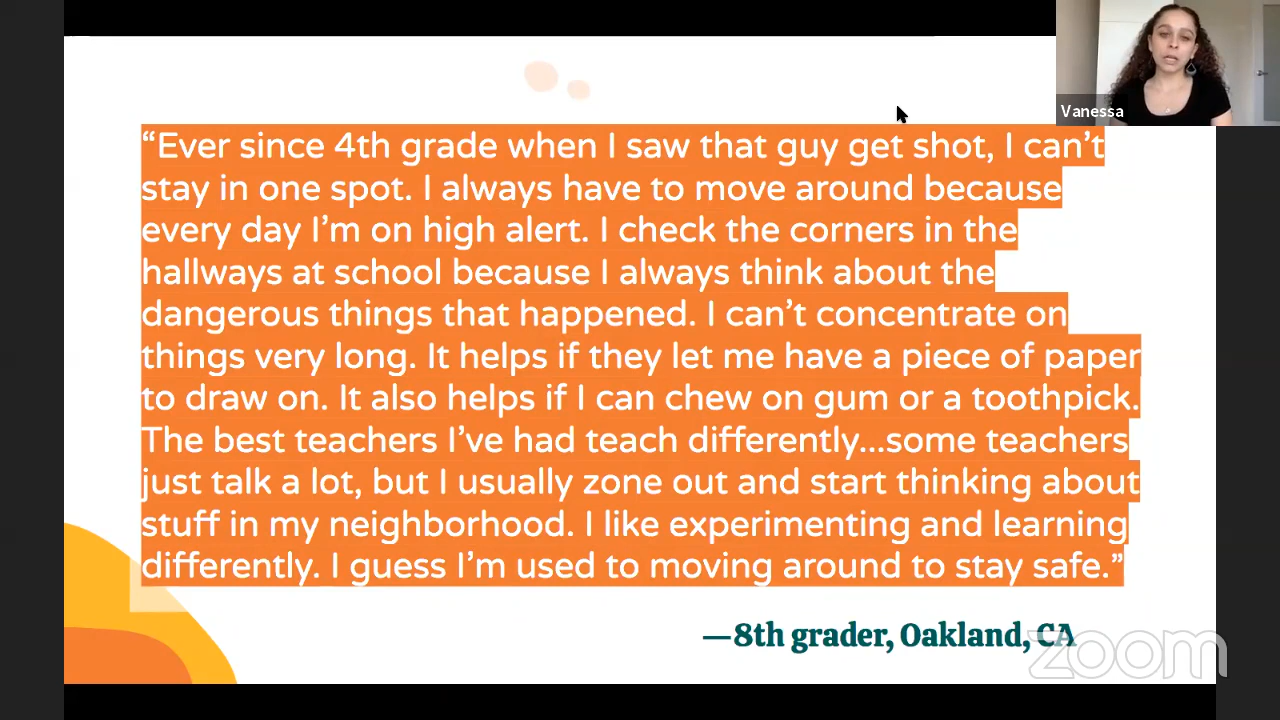 Vanessa
“Ever since 4th grade when I saw that guy get shot, I can’t
stay in one spot. I always have to move around because
every day I’m on high alert. I check the corners in the
hallways at school because I always think about the
dangerous things that happened. I can’t concentrate on
things very long. It helps if they let me have a piece of paper
to draw on. It also helps if I can chew on gum or a toothpick.
The best teachers I’ve had teach differently...some teachers
just talk a lot, but I usually zone out and start thinking about
stuff in my neighborhood. I like experimenting and learning
differently. I guess I’m used to moving around to stay safe.”
—8th grader, Oakland, CA
zoom